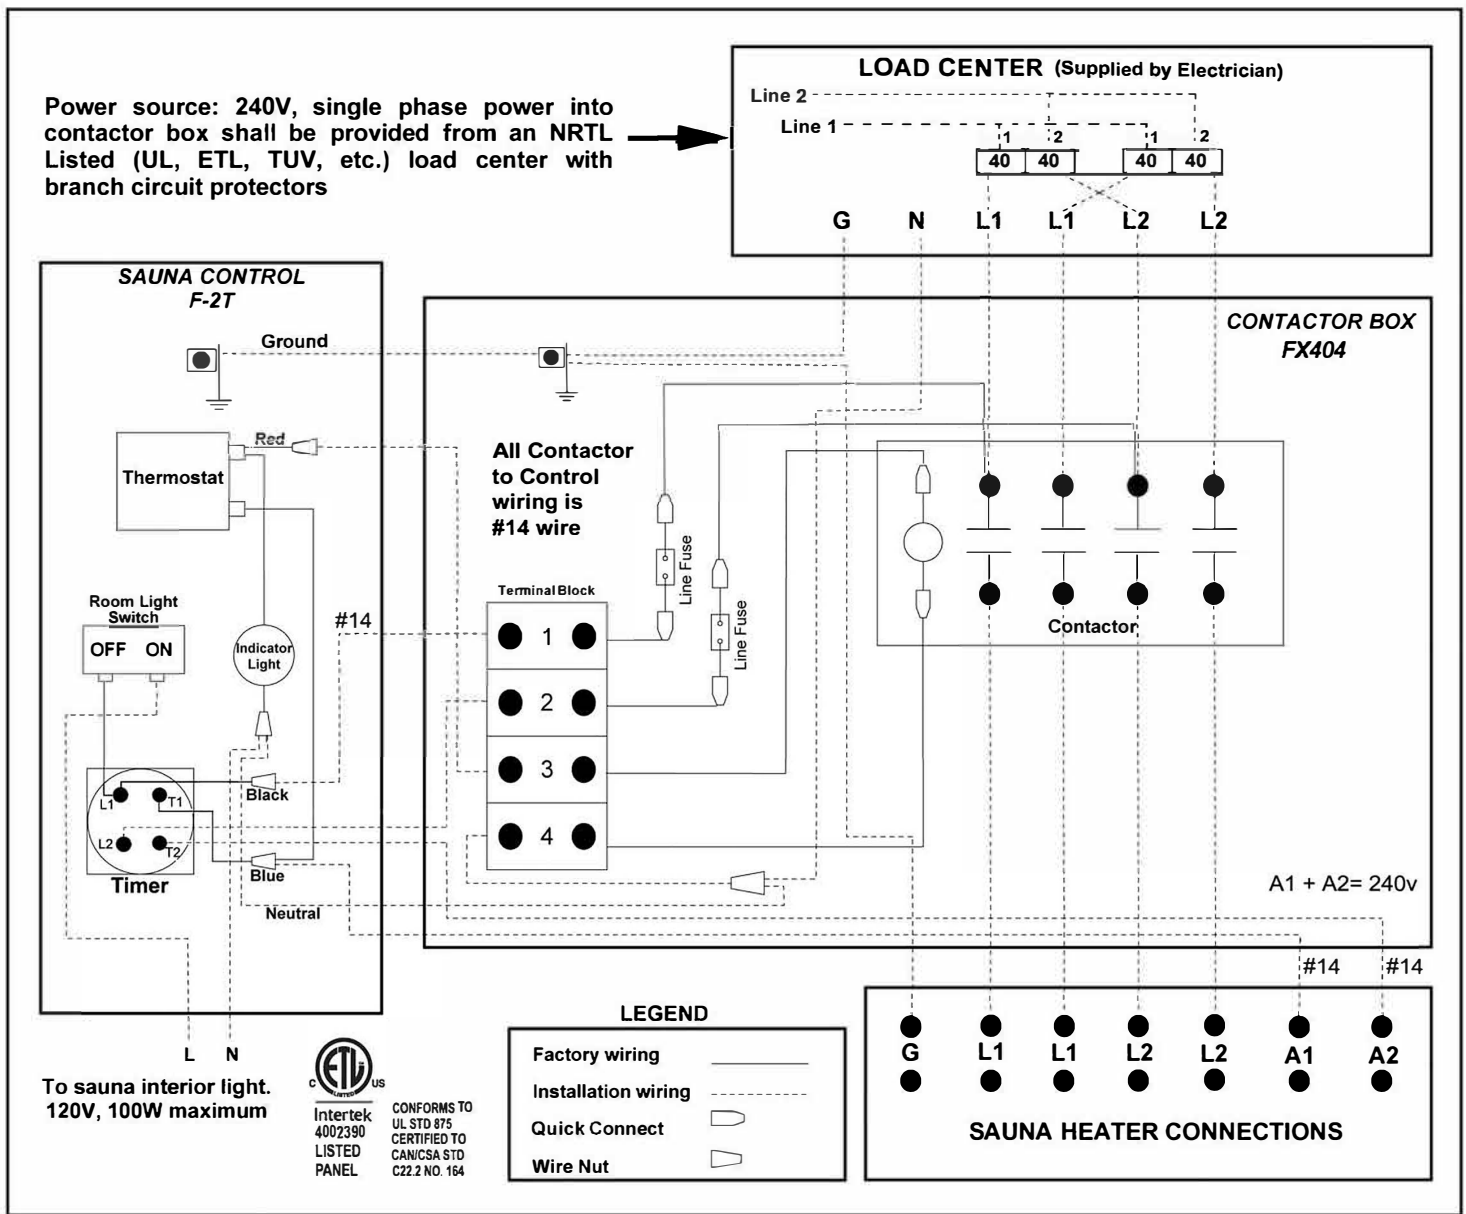 Power source: 240V, single phase power into
contactor box shall be provided from an NRTL
Listed (UL, ETL, TUV, etc.) load center with
branch circuit protectors
LOAD CENTER (Supplied by Electrician)
Line 2
Line 1
1 2 1 2
40 40 40 40
G N L1 L1 L2 L2
SAUNA CONTROL
F-2T
Ground
Red
Thermostat
Room Light
Switch
OFF ON
Indicator
Light
#14
L1 T1
L2 T2
Timer
Black
Blue
Neutral
L N
To sauna interior light.
120V, 100W maximum
CONTACTOR BOX
FX404
All Contactor
to Control
wiring is
#14 wire
Line Fuse
Line Fuse
Terminal Block
1
2
3
4
Contactor
A1 + A2= 240v
#14 #14
G L1 L1 L2 L2 A1 A2
SAUNA HEATER CONNECTIONS
LEGEND
Factory wiring
Installation wiring
Quick Connect
Wire Nut
ETL
LISTED
C US
Intertek
4002390
LISTED
PANEL
CONFORMS TO
UL STD 875
CERTIFIED TO
CAN/CSA STD
C22.2 NO. 164